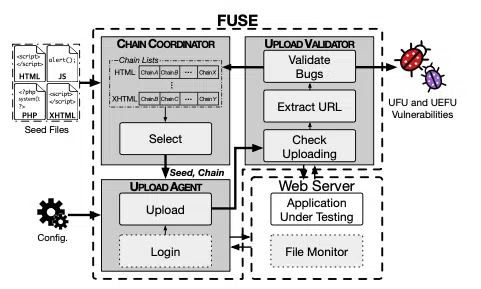 FUSE
CHAIN COORDINATOR
UPLOAD VALIDATOR
<script>
</script>
HTML
alert();
JS
<?php
system();
?>
PHP
<script>
</script>
XHTML
Seed Files
Chain Lists
HTML ChainA ChainB ... ChainX
XHTML ChainB ChainC ... ChainY
Select
Seed, Chain
Validate
Bugs
Extract URL
Check
Uploading
UFU and UEFU
Vulnerabilities
UPLOAD AGENT
Upload
Login
Config.
Web Server
Application
Under Testing
File Monitor